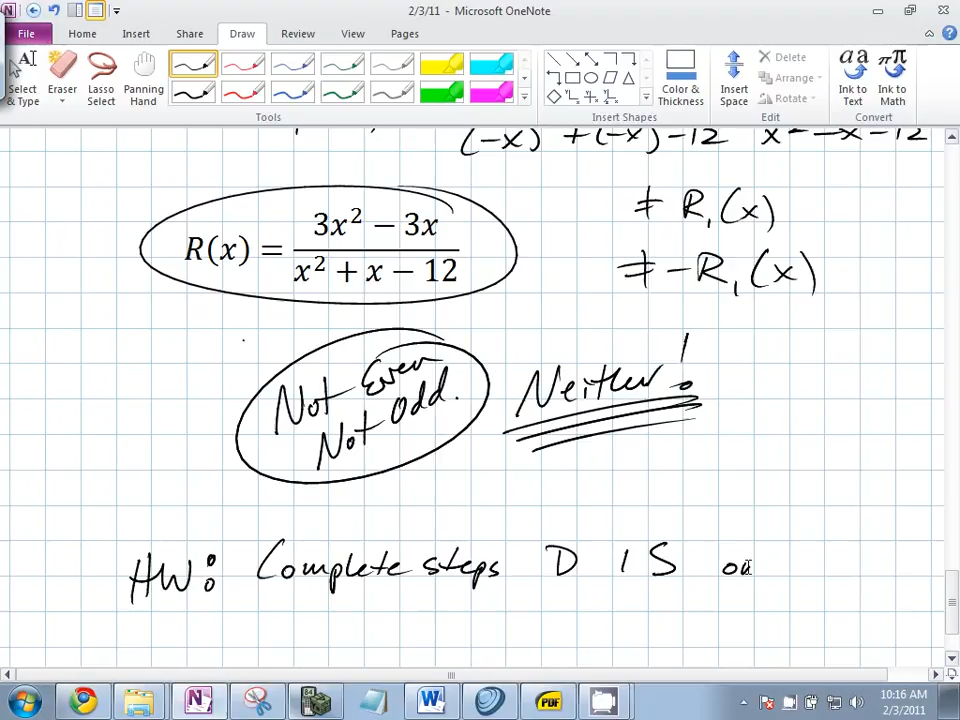 2/3/11 - Microsoft OneNote
File Home Insert Share Draw Review View Pages
Select & Type
Eraser
Lasso Select
Panning Hand
Color & Thickness
Insert Space
Delete
Arrange
Rotate
Ink to Text
Ink to Math
Tools
Insert Shapes
Edit
Convert
(-x) +(-x)-12 x - x - 12
R(x) = (3x² − 3x)/(x² + x − 12)
≠ R₁(x)
≠ -R₁(x)
Not Even
Not Odd.
Neither!
HW: Complete steps D I S
84
W
PDF
10:16 AM
2/3/2011